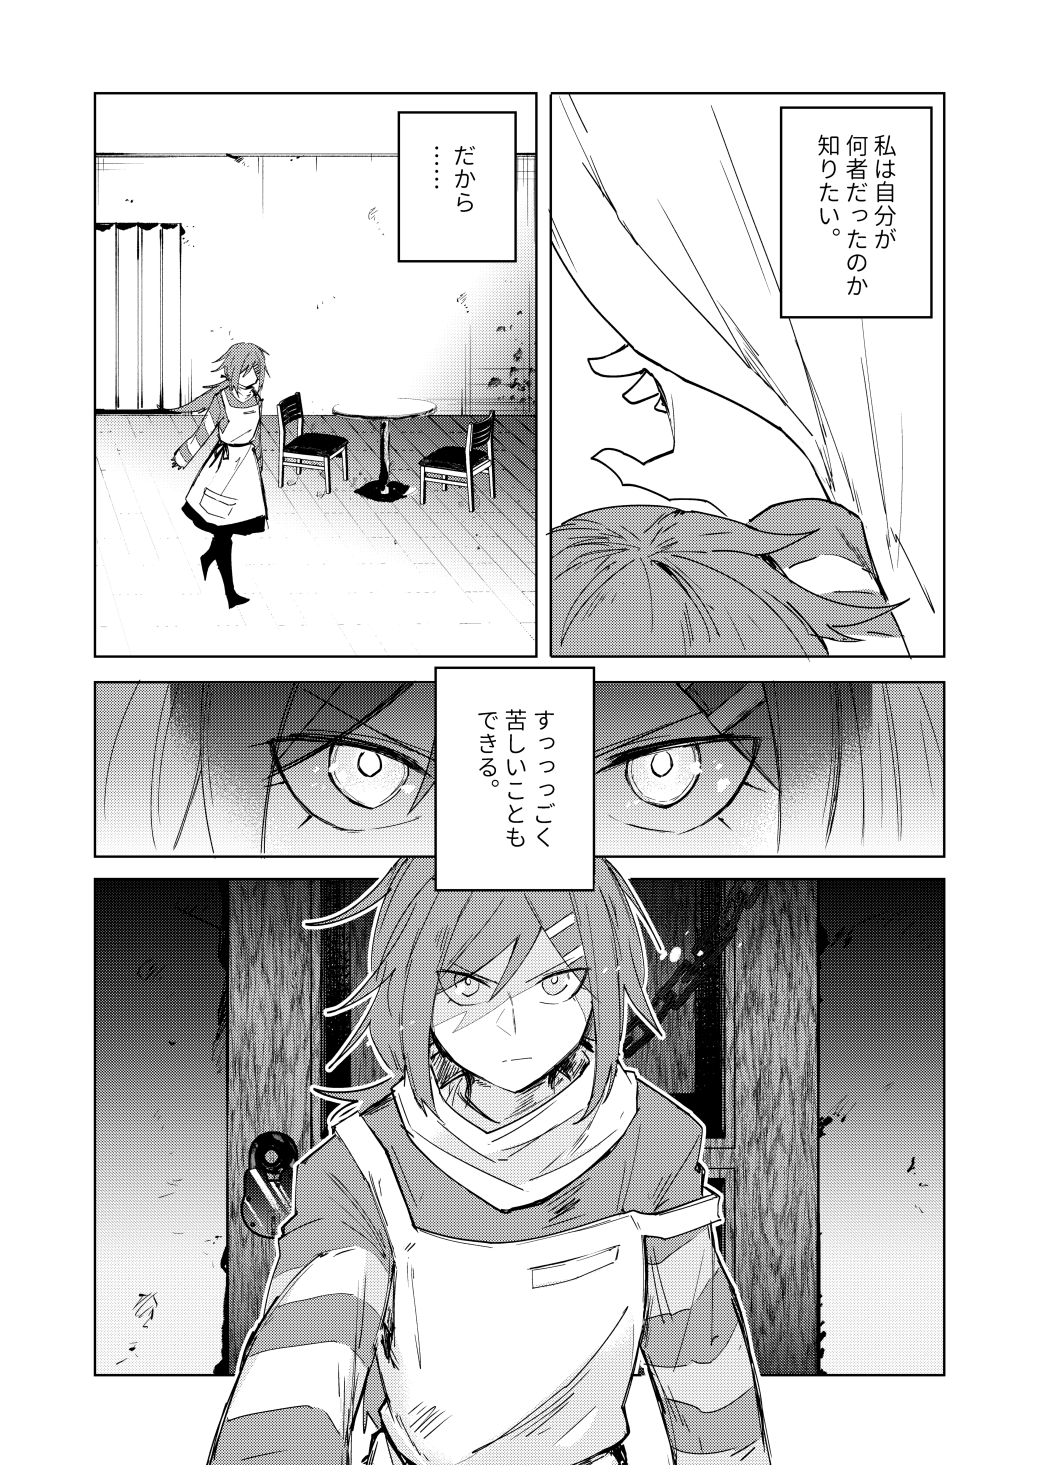 私は自分が
何者だったのか
知りたい。
だから
……
すっっっごく
苦しいことも
できる。